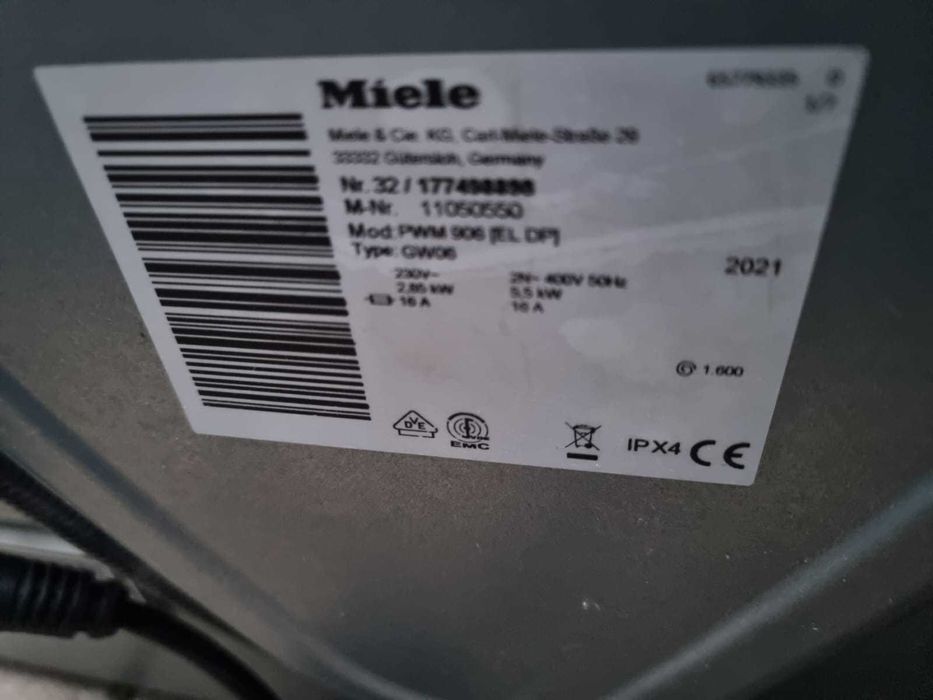 Miele
Miele & Cie. KG, Carl-Miele-Straße 29
33332 Gütersloh, Germany
Nr. 32 / 177498898
M-Nr. 11050550
Mod: PWM 906 [EL DP]
Type: GW06
2021
230V~ 2N~ 400V 50Hz
2,85 kW 5,5 kW
16 A 16 A
1.600
DVE
VDE
EMC
IPX4 CE